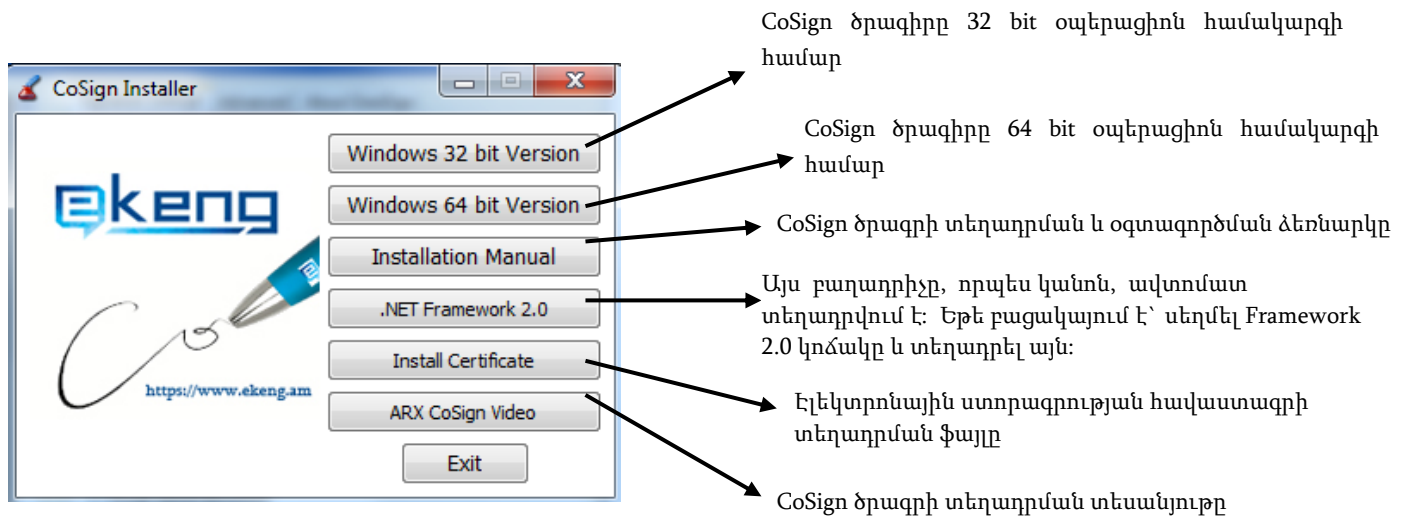 CoSign ծրագիրը 32 bit օպերացիոն համակարգի
համար
CoSign Installer
CoSign ծրագիրը 64 bit օպերացիոն համակարգի
համար
Windows 32 bit Version
ekeng
Windows 64 bit Version
CoSign ծրագրի տեղադրման և օգտագործման ձեռնարկը
Installation Manual
Այս բաղադրիչը, որպես կանոն, ավտոմատ
տեղադրվում է: Եթե բացակայում է՝ սեղմել Framework
2.0 կոճակը և տեղադրել այն:
.NET Framework 2.0
Install Certificate
https://www.ekeng.am
Էլեկտրոնային ստորագրության հավաստագրի
տեղադրման ֆայլը
ARX CoSign Video
Exit
CoSign ծրագրի տեղադրման տեսանյութը